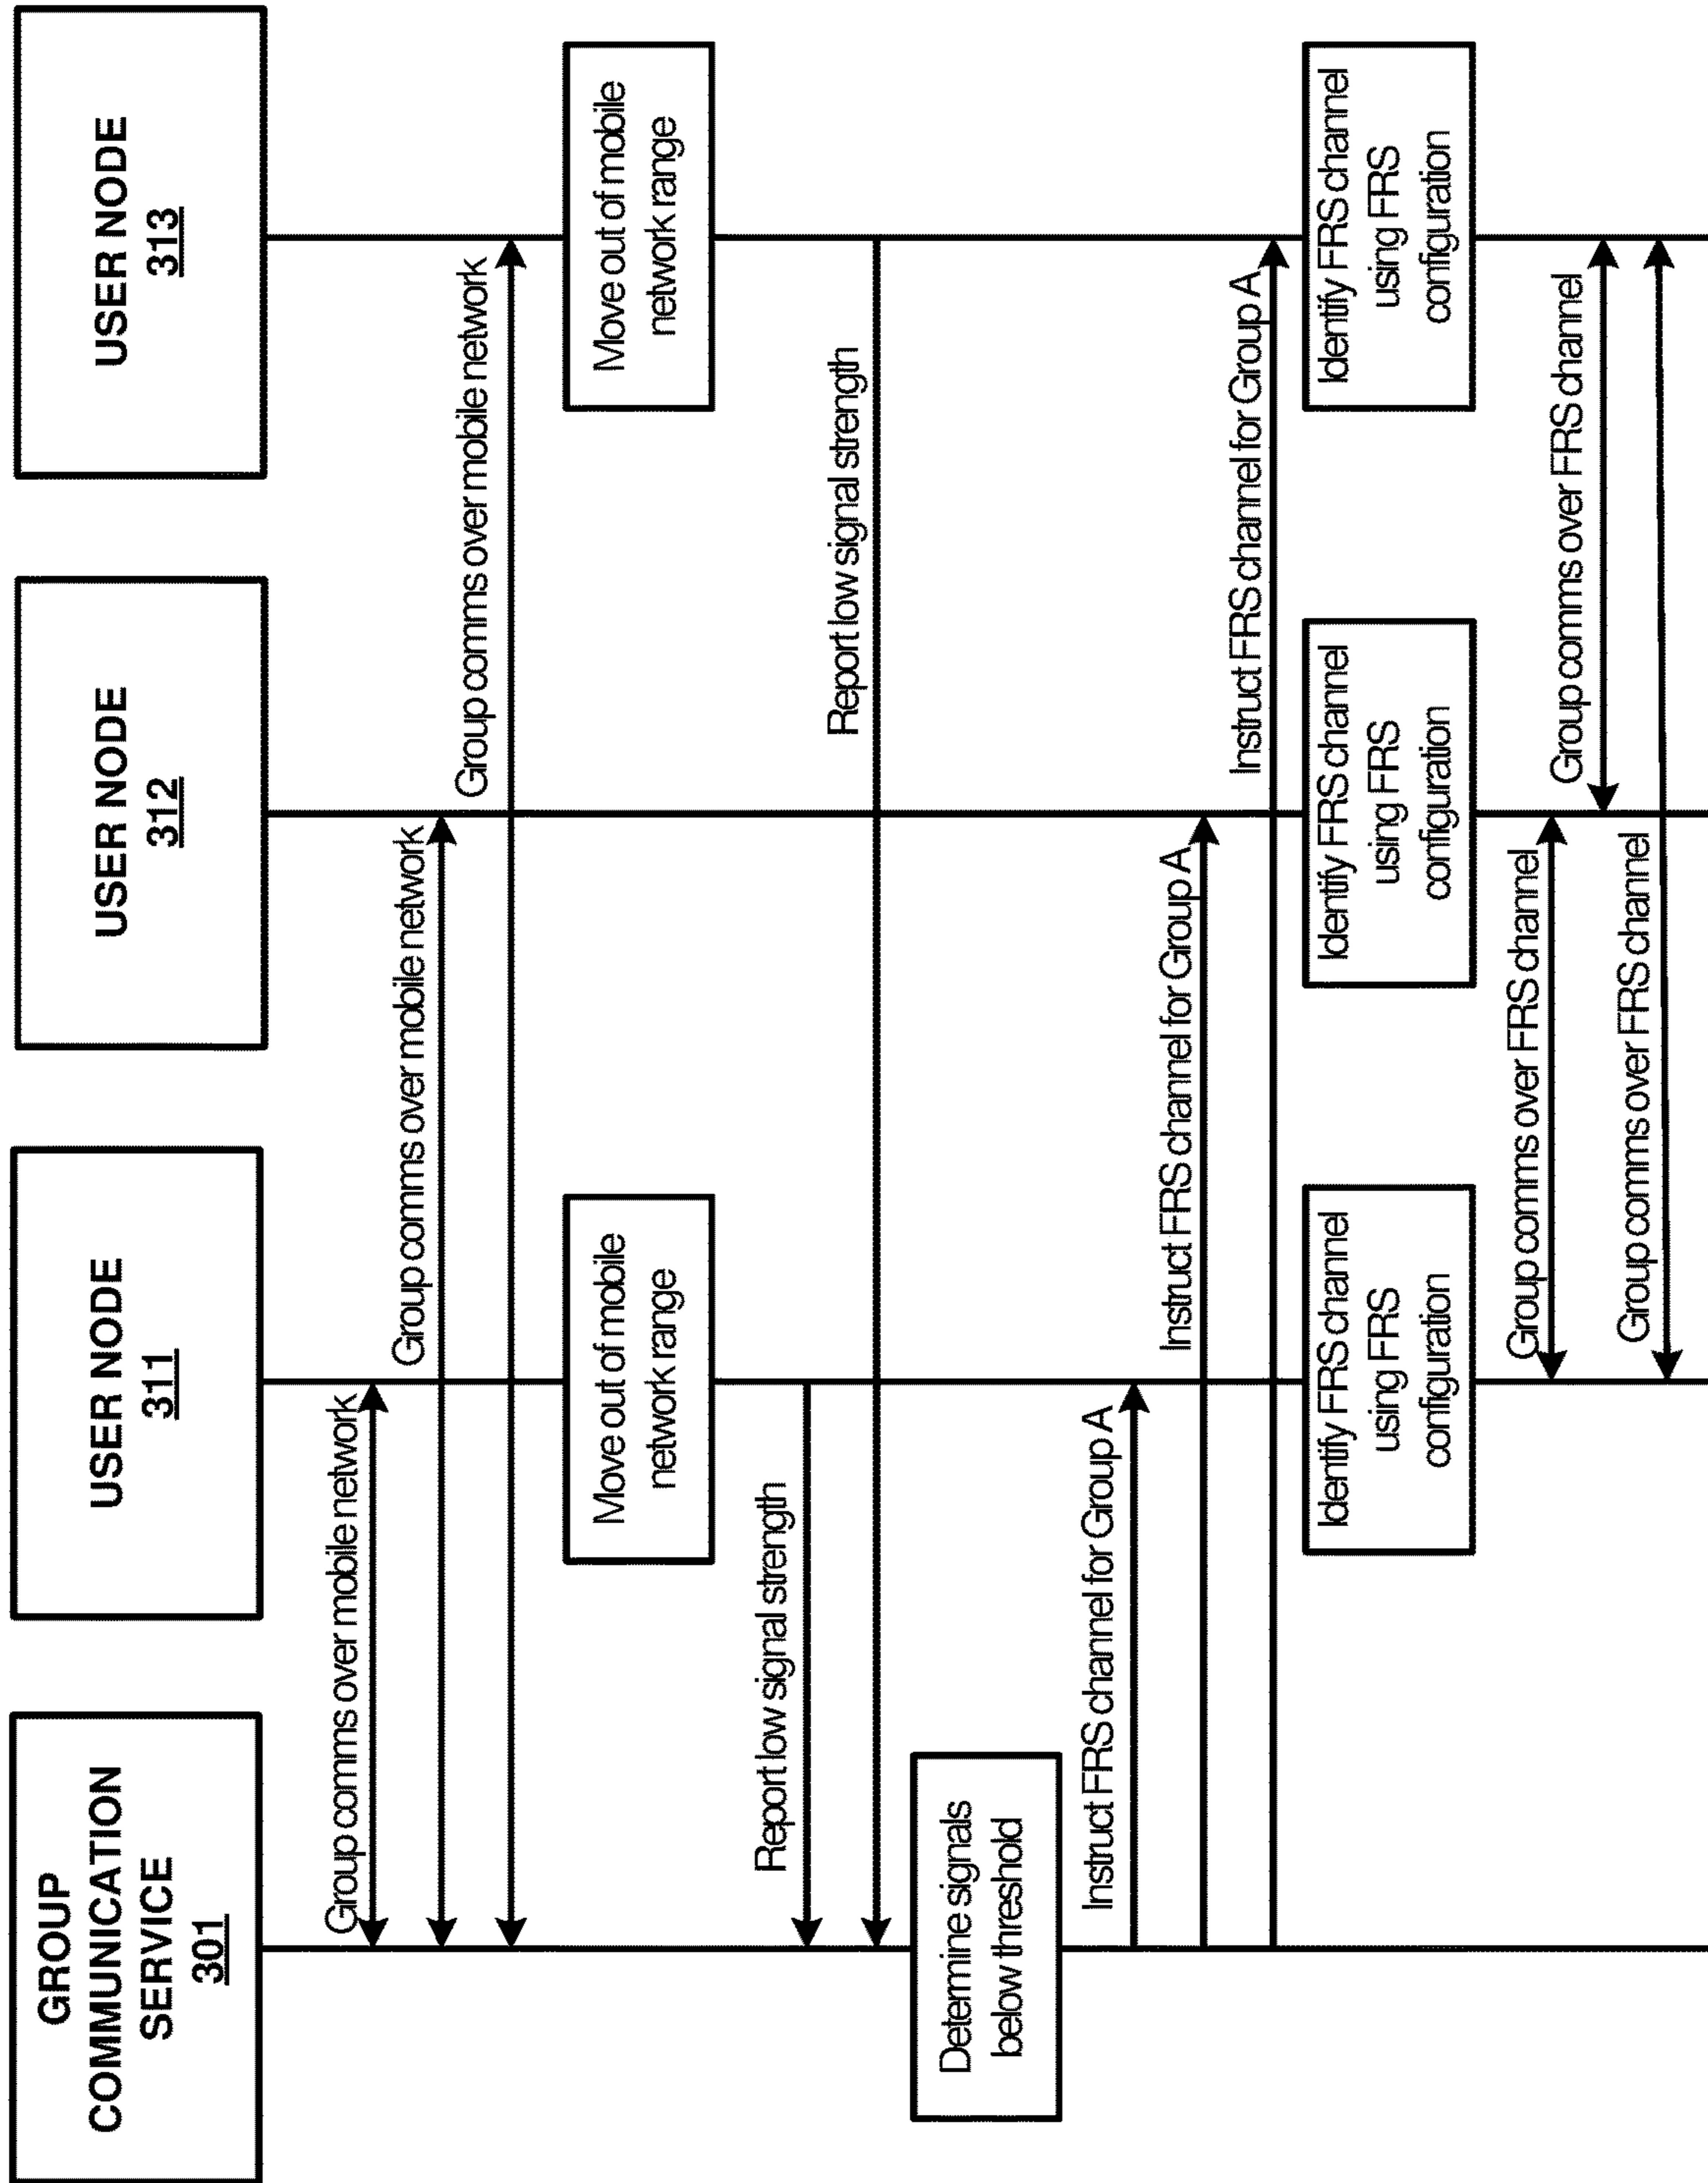 GROUP
COMMUNICATION
SERVICE
301
USER NODE
311
USER NODE
312
USER NODE
313
Group comms over mobile network
Group comms over mobile network
Group comms over mobile network
Move out of mobile
network range
Move out of mobile
network range
Report low signal strength
Report low signal strength
Determine signals
below threshold
Instruct FRS channel for Group A
Instruct FRS channel for Group A
Instruct FRS channel for Group A
Identify FRS channel
using FRS
configuration
Identify FRS channel
using FRS
configuration
Identify FRS channel
using FRS
configuration
Group comms over FRS channel
Group comms over FRS channel
Group comms over FRS channel